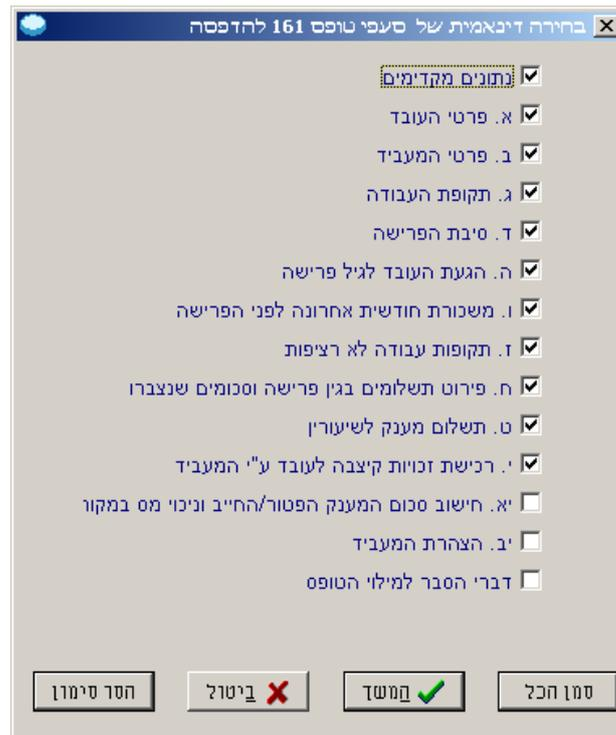 בחירה דינאמית של סעפי טופס 161 להדפסה
נתונים מקדימים
א. פרטי העובד
ב. פרטי המעביד
ג. תקופת העבודה
ד. סיבת הפרישה
ה. הגעת העובד לגיל פרישה
ו. משכורת חודשית אחרונה לפני הפרישה
ז. תקופות עבודה לא רציפות
ח. פירוט תשלומים בגין פרישה וסכומים שנצברו
ט. תשלום מענק לשיעורין
י. רכישת זכויות קיצבה לעובד ע"י המעביד
יא. חישוב סכום המענק הפטור/החייב וניכוי מס במקור
יב. הצהרת המעביד
דברי הסבר למילוי הטופס
סמן הכל
המשך
ביטול
הסר סימון